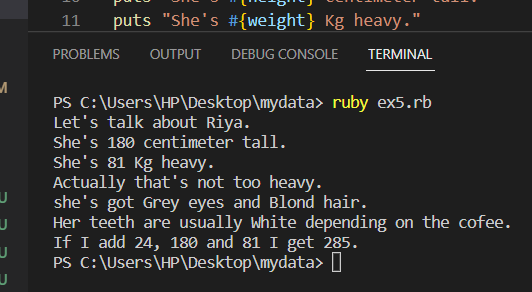 10 puts "She's #{height} centimeter tall."
11 puts "She's #{weight} Kg heavy."
PROBLEMS OUTPUT DEBUG CONSOLE TERMINAL
M
PS C:\Users\HP\Desktop\mydata> ruby ex5.rb
Let's talk about Riya.
She's 180 centimeter tall.
She's 81 Kg heavy.
Actually that's not too heavy.
she's got Grey eyes and Blond hair.
U
Her teeth are usually White depending on the cofee.
U
If I add 24, 180 and 81 I get 285.
U
PS C:\Users\HP\Desktop\mydata>
U